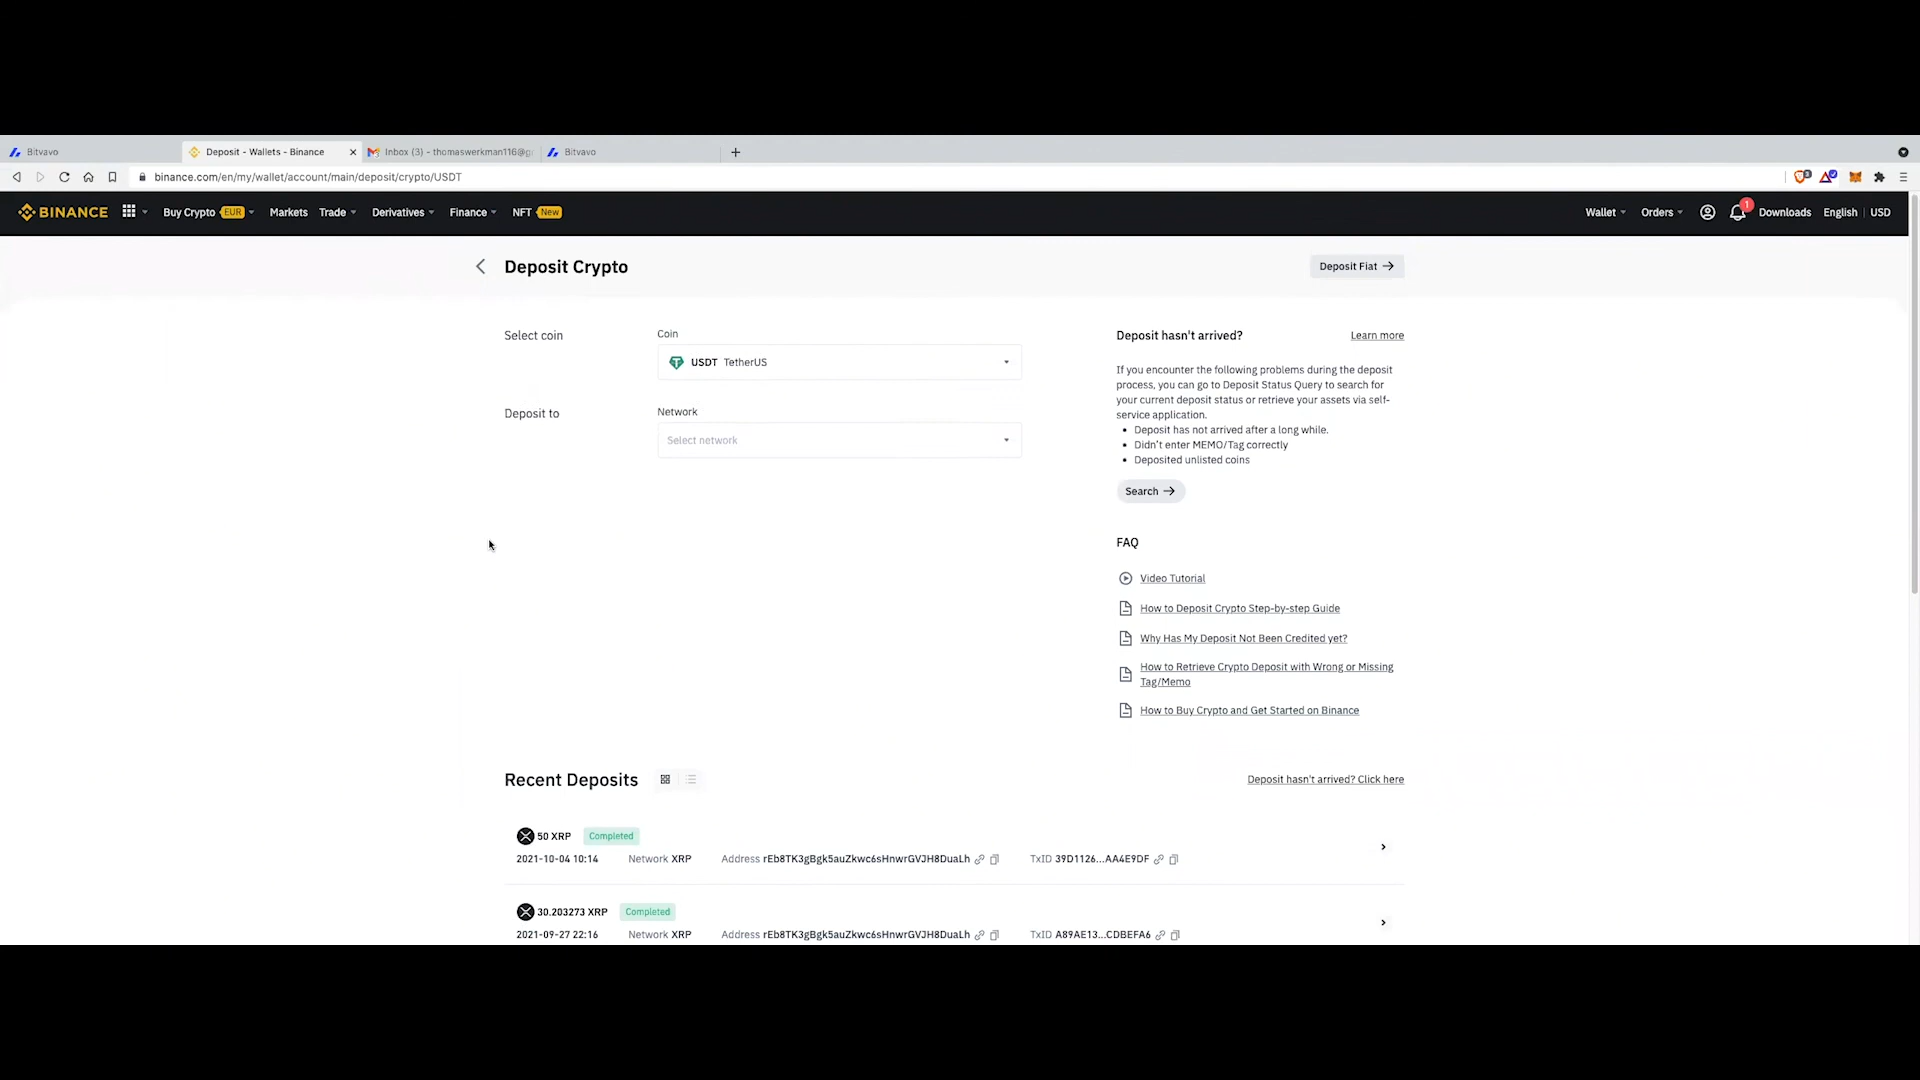 Bitvavo
Deposit - Wallets - Binance
Inbox (3) - thomaswerkman116@g
Bitvavo
binance.com/en/my/wallet/account/main/deposit/crypto/USDT
BINANCE
Buy Crypto EUR
Markets
Trade
Derivatives
Finance
NFT New
Wallet
Orders
1
Downloads
English
USD
Deposit Crypto
Deposit Fiat
Select coin
Coin
USDT TetherUS
Deposit to
Network
Select network
Deposit hasn't arrived?
Learn more
If you encounter the following problems during the deposit
process, you can go to Deposit Status Query to search for
your current deposit status or retrieve your assets via self-
service application.
• Deposit has not arrived after a long while.
• Didn't enter MEMO/Tag correctly
• Deposited unlisted coins
Search
FAQ
Video Tutorial
How to Deposit Crypto Step-by-step Guide
Why Has My Deposit Not Been Credited yet?
How to Retrieve Crypto Deposit with Wrong or Missing
Tag/Memo
How to Buy Crypto and Get Started on Binance
Recent Deposits
Deposit hasn't arrived? Click here
50 XRP Completed
2021-10-04 10:14 Network XRP Address rEb8TK3gBgk5auZkwc6sHnwrGVJH8DuaLh TxID 39D1126...AA4E9DF
30.203273 XRP Completed
2021-09-27 22:16 Network XRP Address rEb8TK3gBgk5auZkwc6sHnwrGVJH8DuaLh TxID A89AE13...CDBEFA6